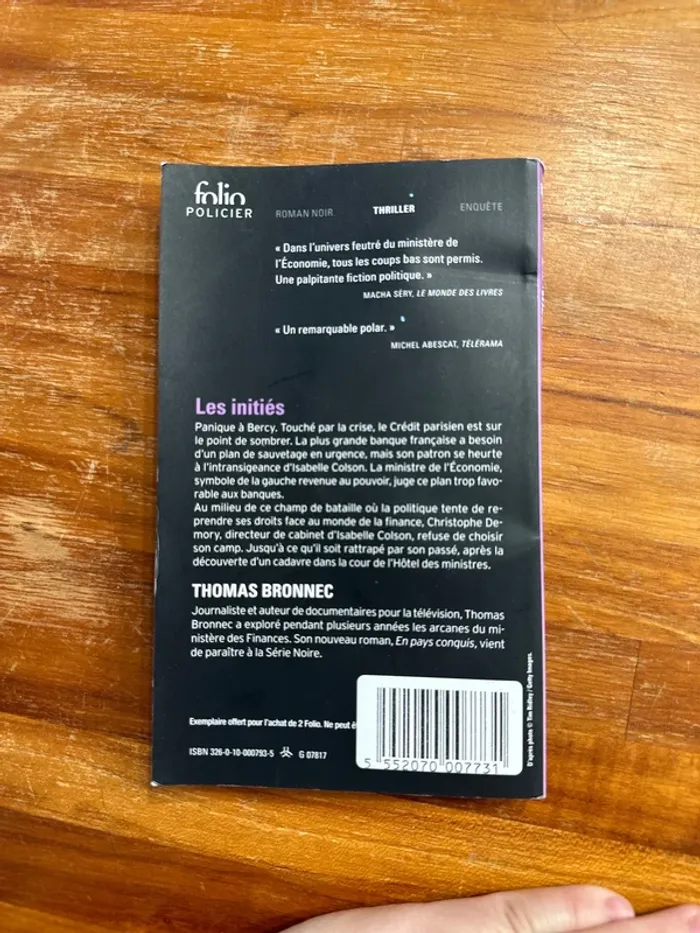 folio
POLICIER
ROMAN NOIR THRILLER ENQUÊTE
« Dans l'univers feutré du ministère de
l'Économie, tous les coups bas sont permis.
Une palpitante fiction politique. »
MACHA SÉRY, LE MONDE DES LIVRES
« Un remarquable polar. »
MICHEL ABESCAT, TÉLÉRAMA
Les initiés
Panique à Bercy. Touché par la crise, le Crédit parisien est sur
le point de sombrer. La plus grande banque française a besoin
d'un plan de sauvetage en urgence, mais son patron se heurte
à l'intransigeance d'Isabelle Colson. La ministre de l'Économie,
symbole de la gauche revenue au pouvoir, juge ce plan trop favo-
rable aux banques.
Au milieu de ce champ de bataille où la politique tente de re-
prendre ses droits face au monde de la finance, Christophe De-
mory, directeur de cabinet d'Isabelle Colson, refuse de choisir
son camp. Jusqu'à ce qu'il soit rattrapé par son passé, après la
découverte d'un cadavre dans la cour de l'Hôtel des ministres.
THOMAS BRONNEC
Journaliste et auteur de documentaires pour la télévision, Thomas
Bronnec a exploré pendant plusieurs années les arcanes du mi-
nistère des Finances. Son nouveau roman, En pays conquis, vient
de paraître à la Série Noire.
Exemplaire offert pour l'achat de 2 Folio. Ne peut
ISBN 326-0-10-000793-5 G 07817
5 552070 007731
D'après photo © Tim Ridley / Getty Images.